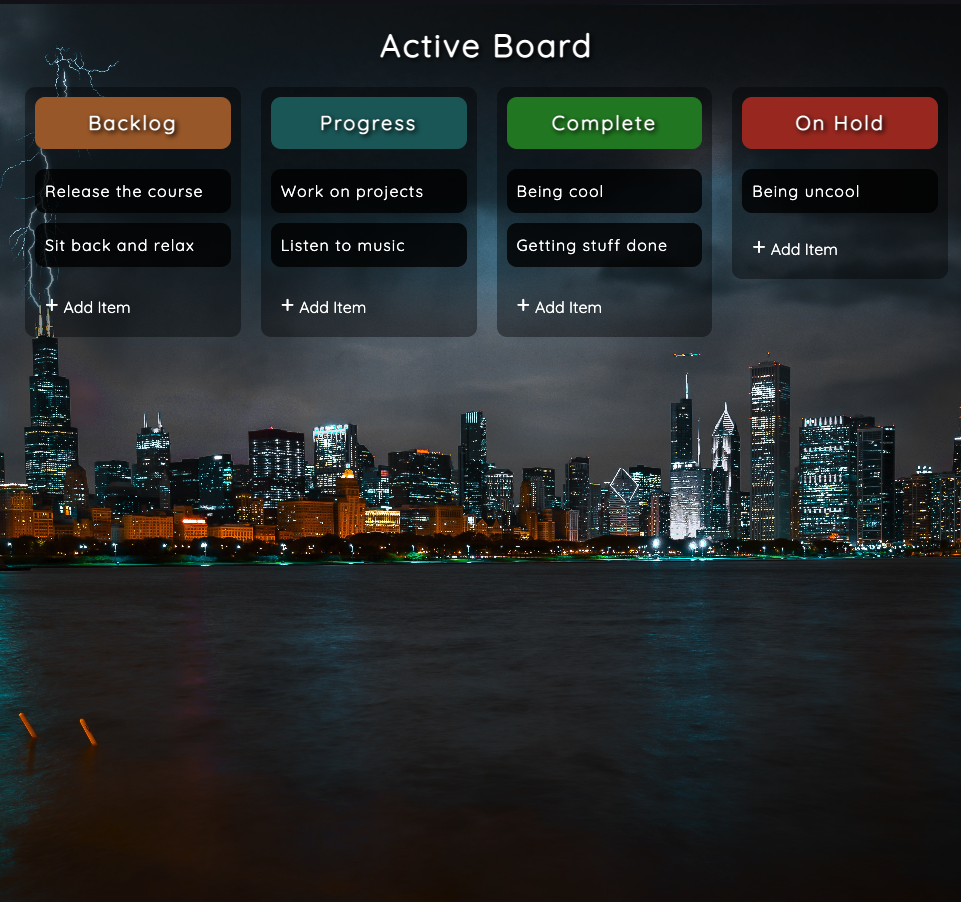 Active Board
Backlog
Release the course
Sit back and relax
+ Add Item
Progress
Work on projects
Listen to music
+ Add Item
Complete
Being cool
Getting stuff done
+ Add Item
On Hold
Being uncool
+ Add Item